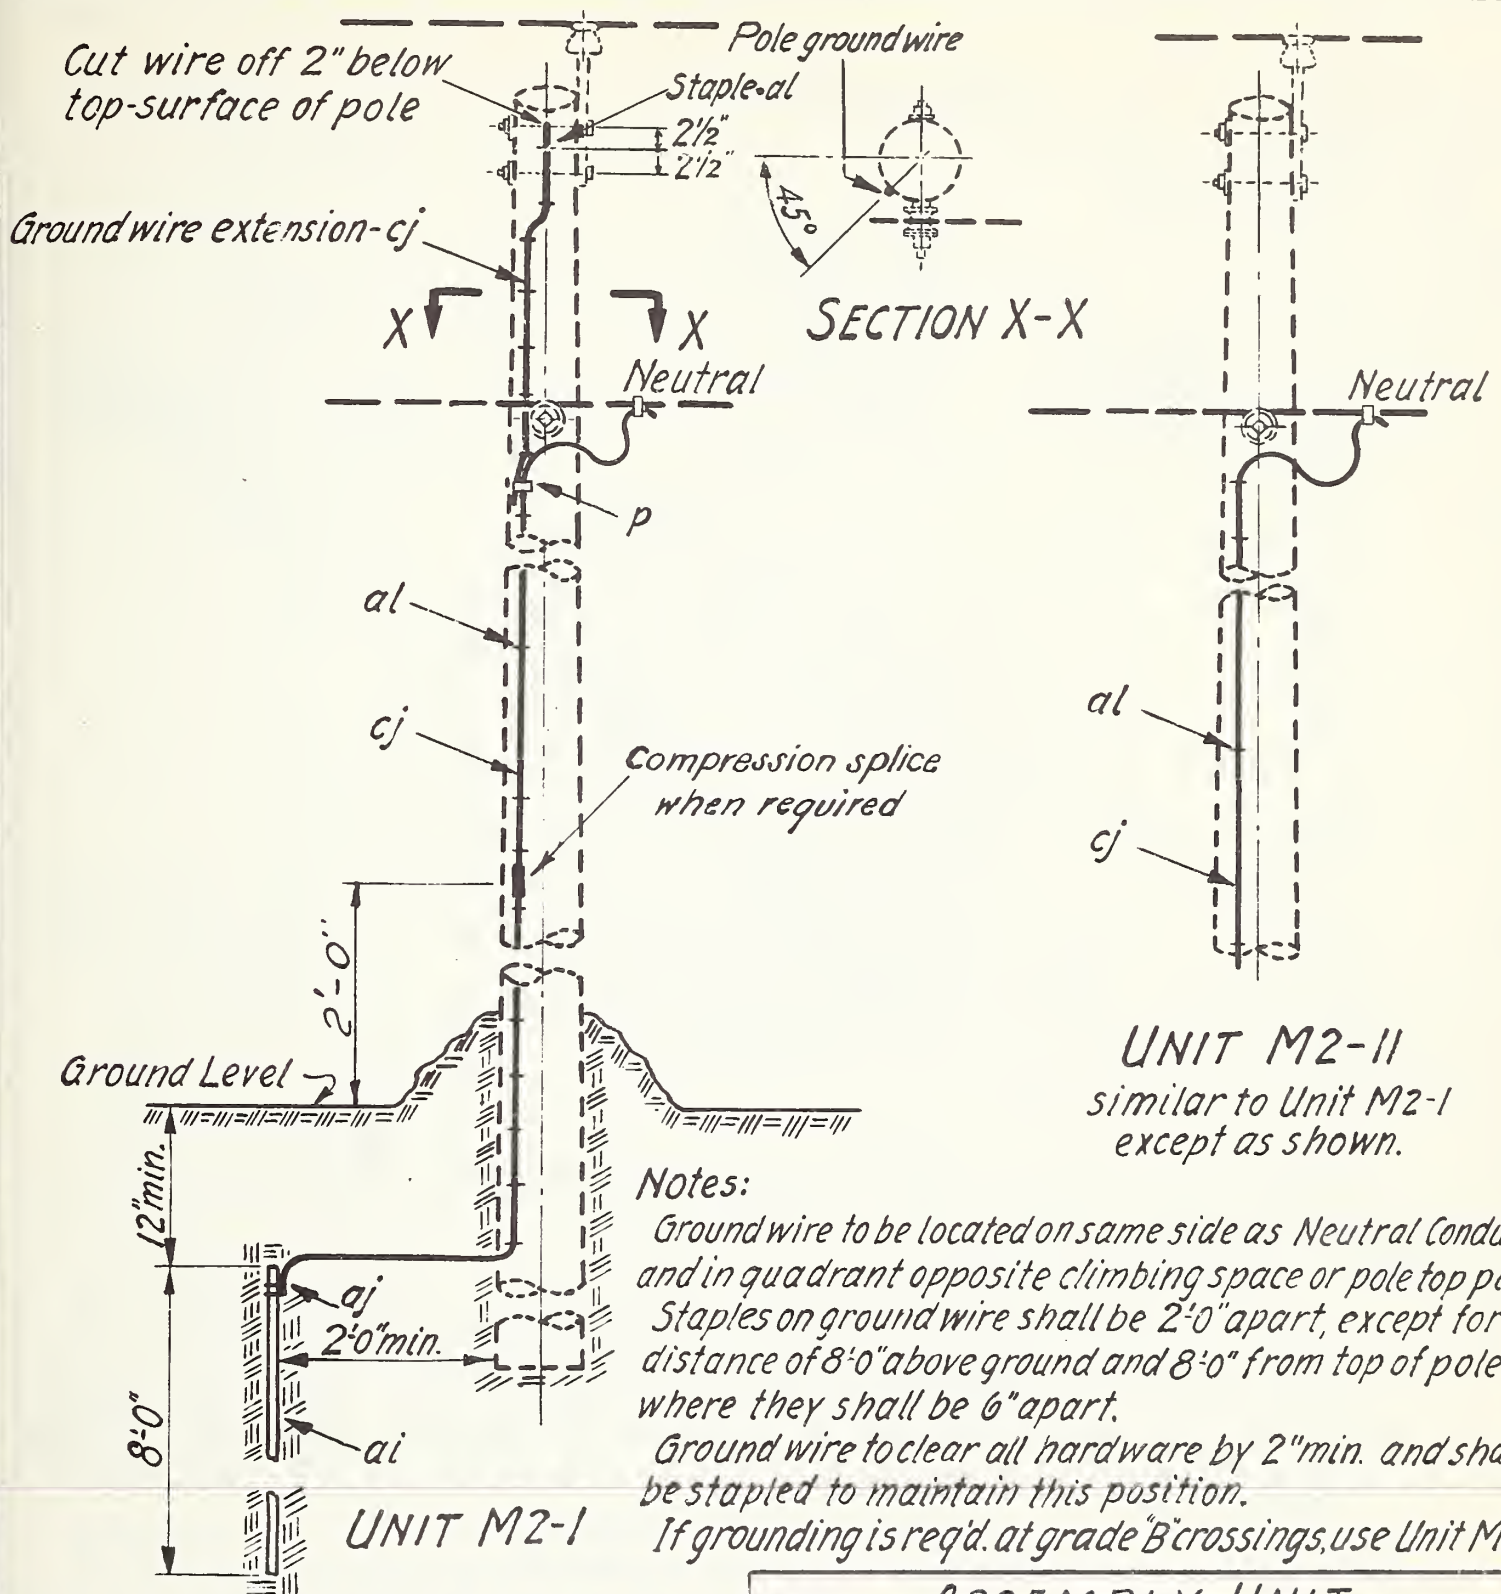 Cut wire off 2" below
top-surface of pole
Pole ground wire
Staple-al
2½"
2½"
45°
Ground wire extension-cj
X
X
SECTION X-X
Neutral
Neutral
p
al
cj
Compression splice
when required
al
cj
2'-0"
Ground Level
12" min.
UNIT M2-11
similar to Unit M2-1
except as shown.
aj
2'-0" min.
8'-0"
ai
UNIT M2-1
Notes:
Ground wire to be located on same side as Neutral
and in quadrant opposite climbing space or pole top
Staples on ground wire shall be 2'-0" apart, except for
distance of 8'-0" above ground and 8'-0" from top of pole
where they shall be 6" apart.
Ground wire to clear all hardware by 2" min. and
be stapled to maintain this position.
If grounding is req'd. at grade "B" crossings, use Unit